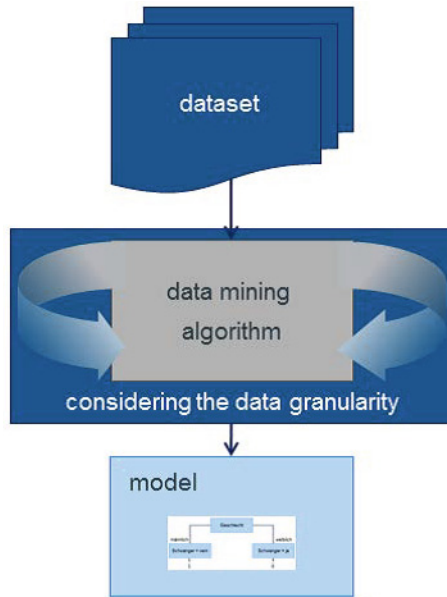 dataset
data mining
algorithm
considering the data granularity
model
Geschlecht
männlich
weiblich
Schwanger = nein
Schwanger = ja